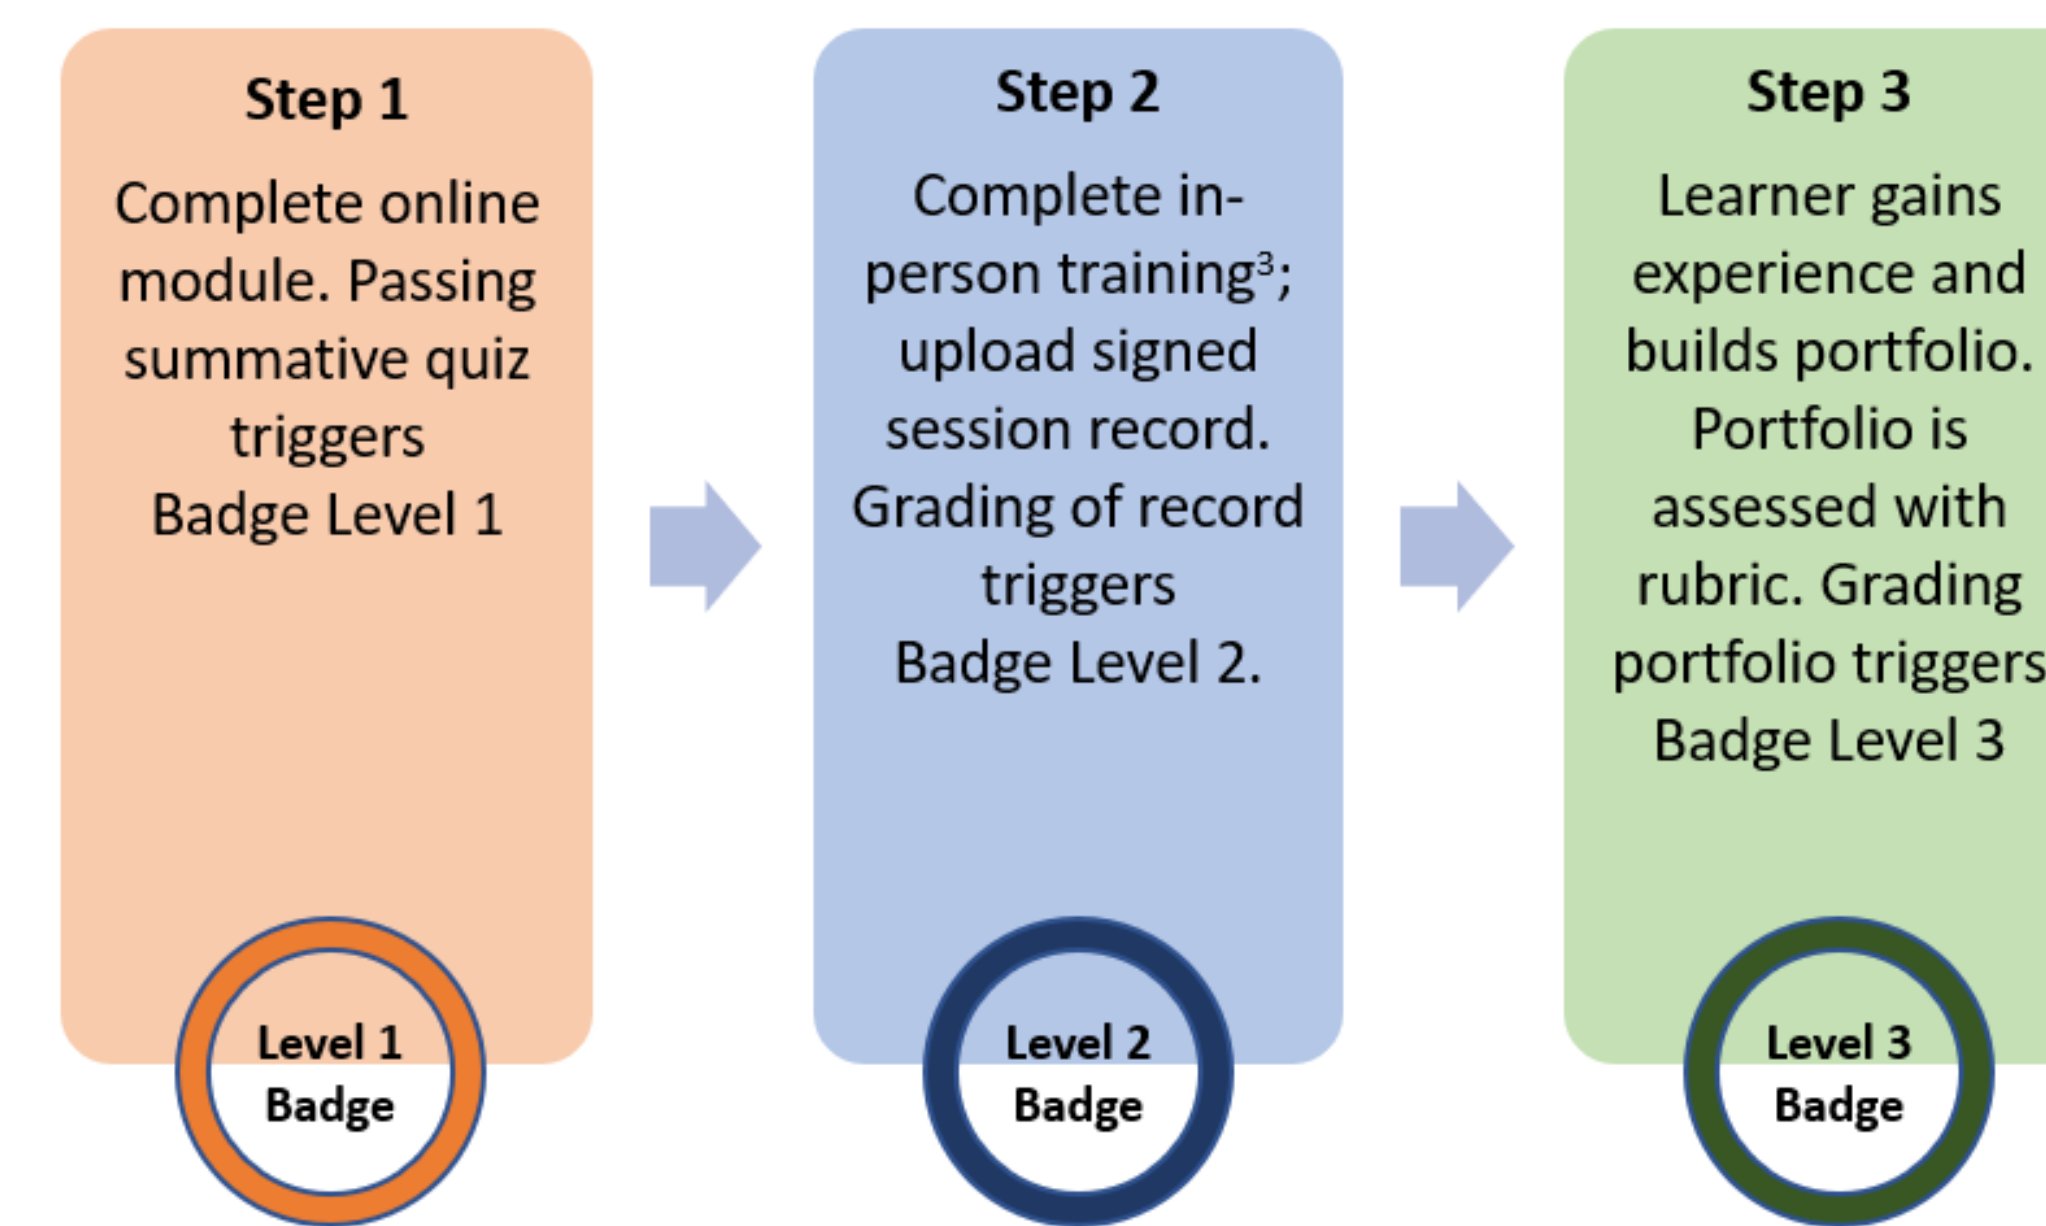 Step 1
Complete online
module. Passing
summative quiz
triggers
Badge Level 1
Level 1
Badge
Step 2
Complete in-
person training³;
upload signed
session record.
Grading of record
triggers
Badge Level 2.
Level 2
Badge
Step 3
Learner gains
experience and
builds portfolio.
Portfolio is
assessed with
rubric. Grading
portfolio triggers
Badge Level 3
Level 3
Badge